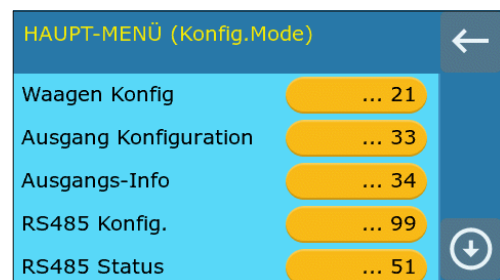 HAUPT-MENÜ (Konfig.Mode)
Waagen Konfig ... 21
Ausgang Konfiguration ... 33
Ausgangs-Info ... 34
RS485 Konfig. ... 99
RS485 Status ... 51